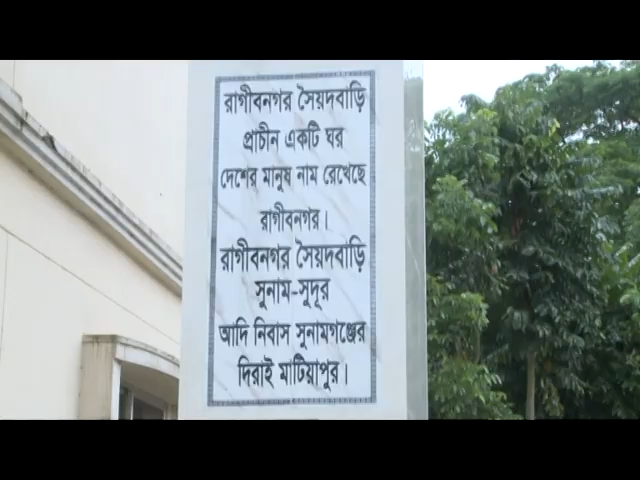 রাগীবনগর সৈয়দবাড়ি
প্রাচীন একটি ঘর
দেশের মানুষ নাম রেখেছে
রাগীবনগর।
রাগীবনগর সৈয়দবাড়ি
সুনাম-সুদূর
আদি নিবাস সুনামগঞ্জের
দিরাই মাটিয়াপুর।